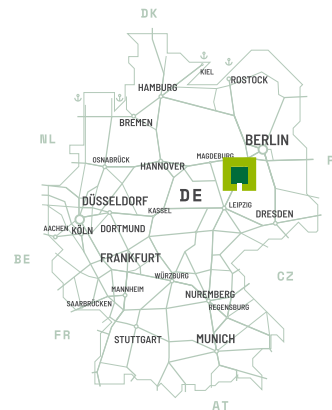 DK
KIEL
ROSTOCK
HAMBURG
BREMEN
NL
BERLIN
OSNABRÜCK
HANNOVER
MAGDEBURG
DE
DÜSSELDORF
KASSEL
LEIPZIG
DRESDEN
AACHEN
KÖLN
DORTMUND
BE
FRANKFURT
WÜRZBURG
CZ
MANNHEIM
NUREMBERG
SAARBRÜCKEN
REGENSBURG
FR
STUTTGART
MUNICH
AT